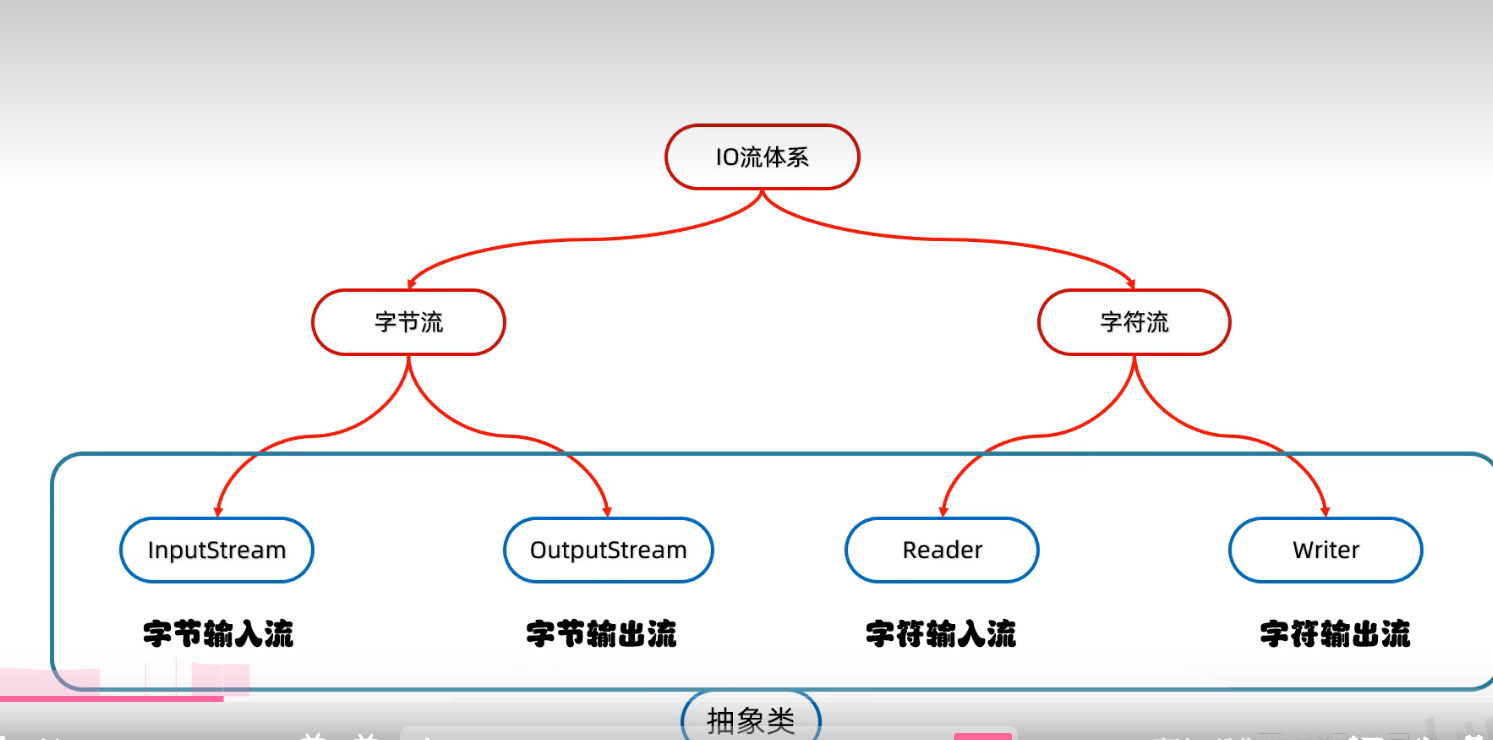 IO流体系
字节流
字符流
InputStream
OutputStream
Reader
Writer
字节输入流
字节输出流
字符输入流
字符输出流
抽象类